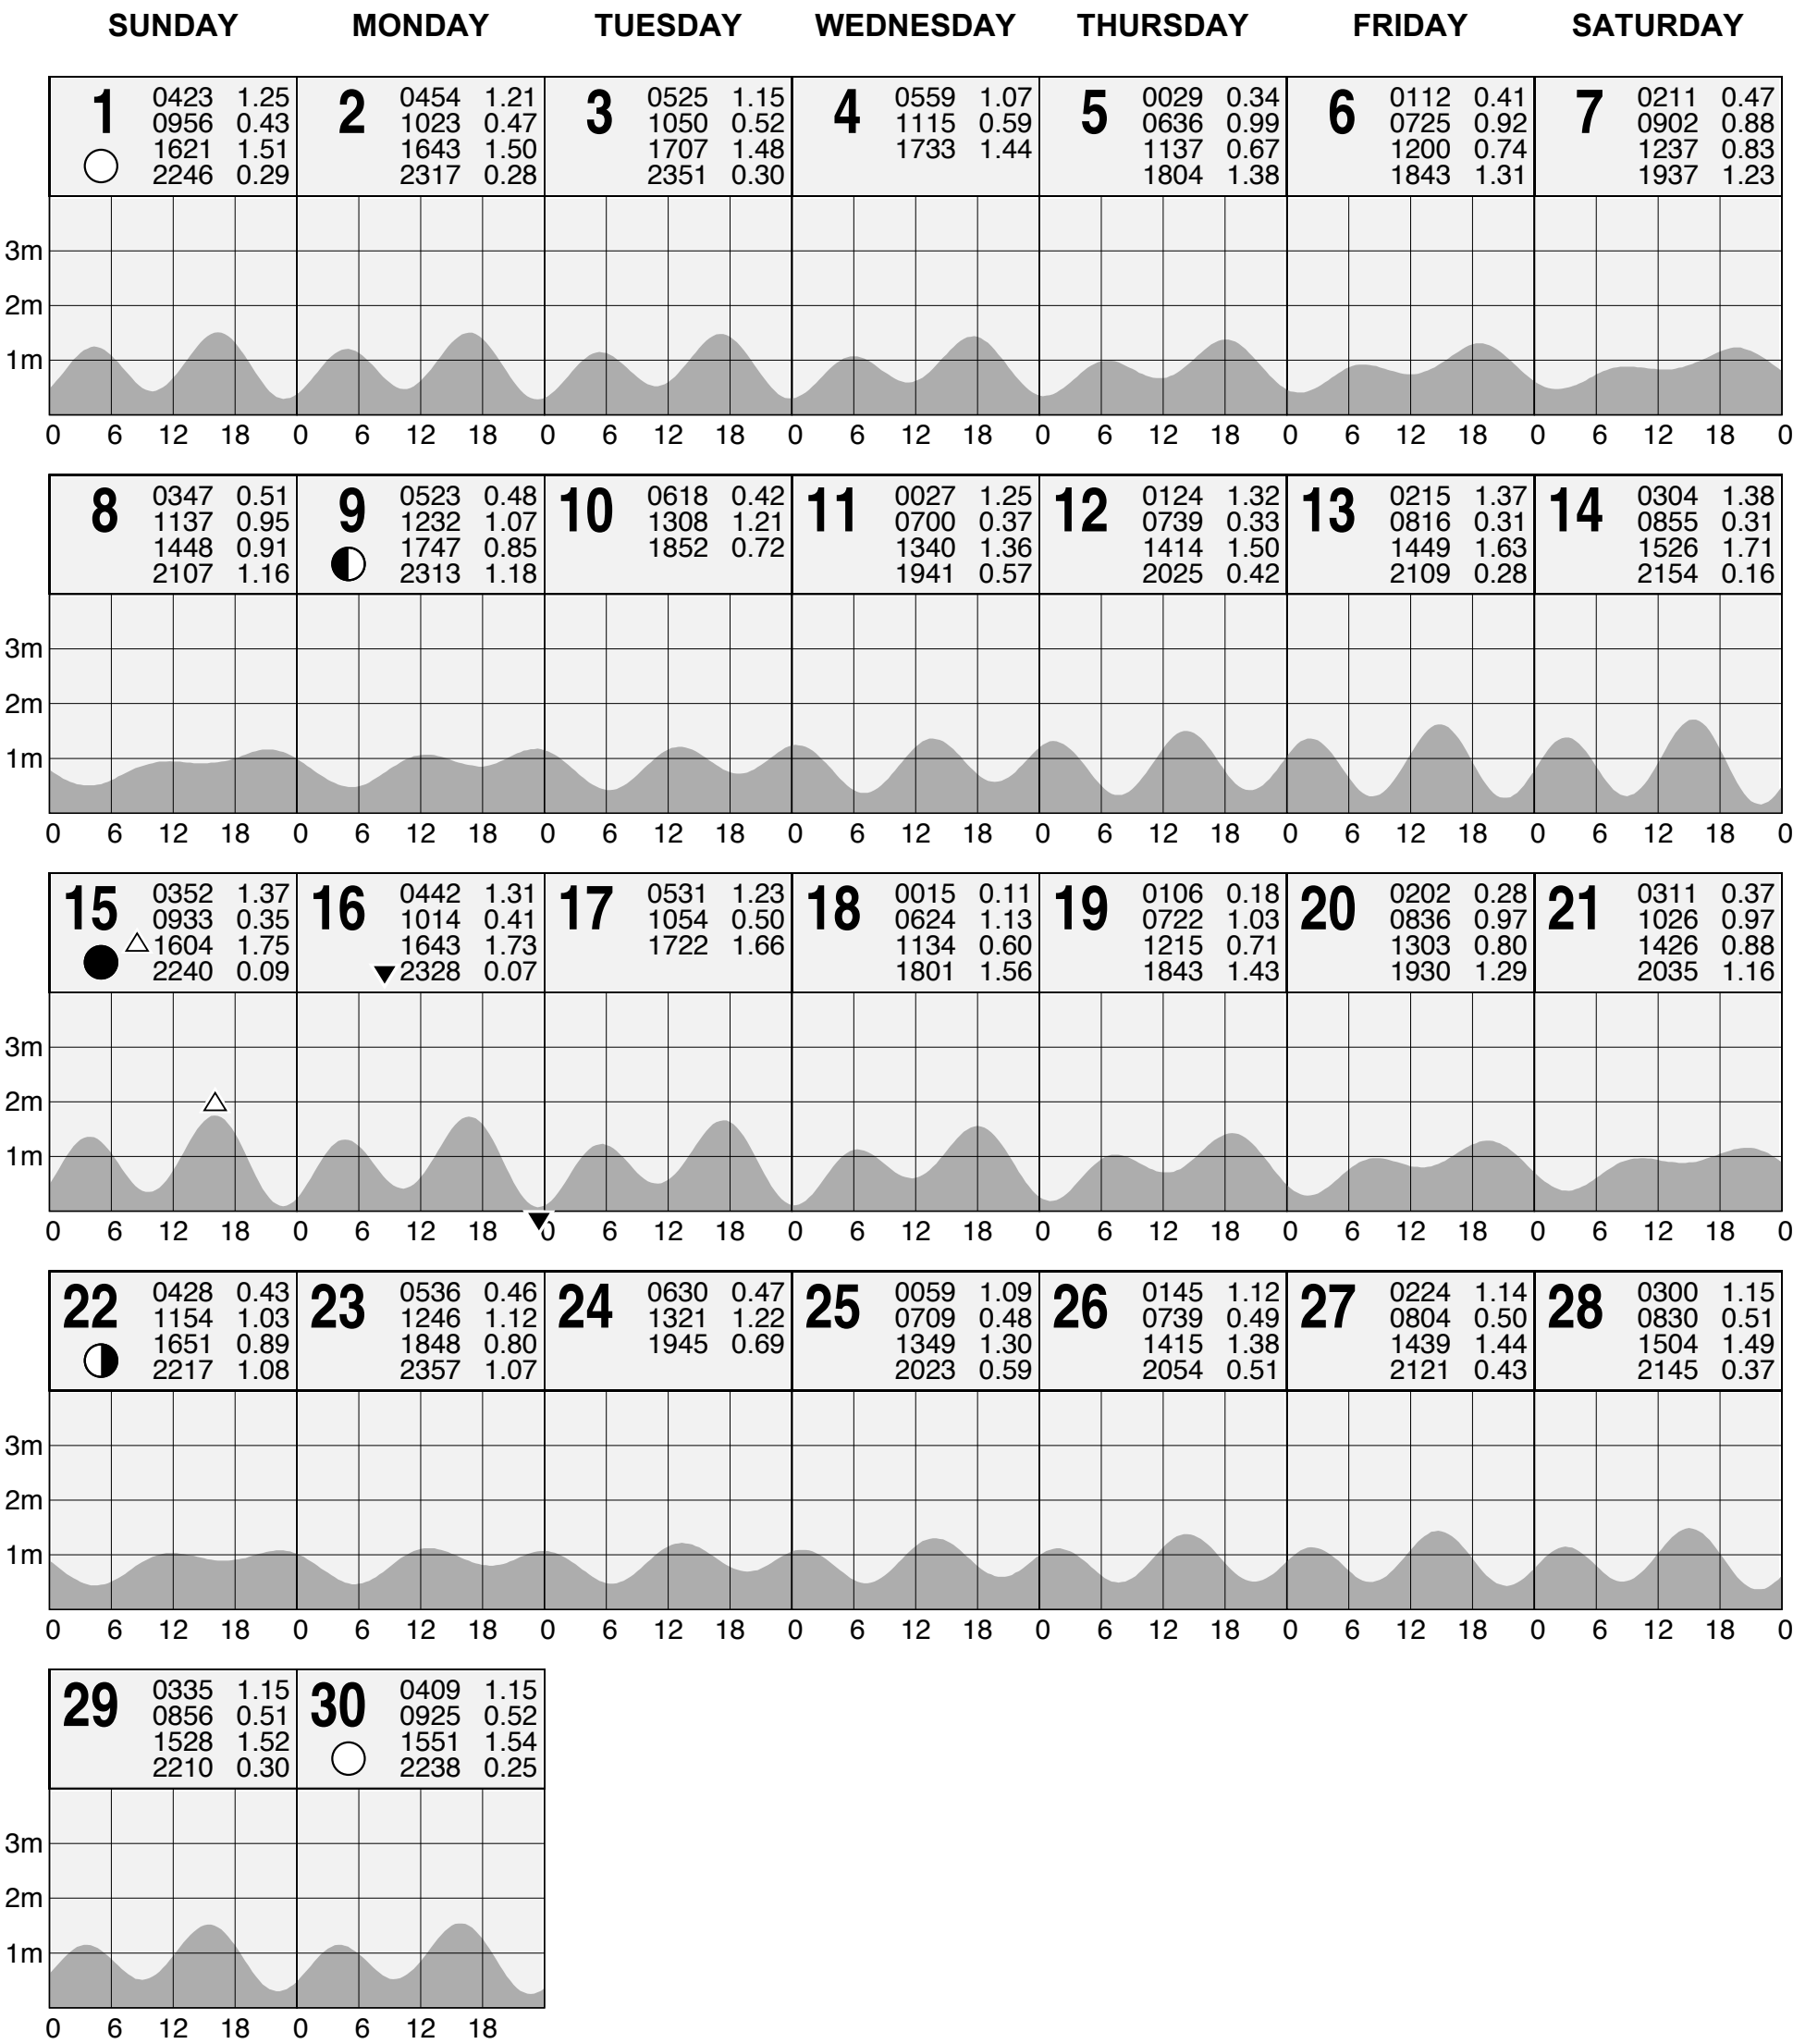 SUNDAY MONDAY TUESDAY WEDNESDAY THURSDAY FRIDAY SATURDAY
1 0423 1.25 2 0454 1.21 3 0525 1.15 4 0559 1.07 5 0029 0.34 6 0112 0.41 7 0211 0.47
0956 0.43 1023 0.47 1050 0.52 1115 0.59 0636 0.99 0725 0.92 0902 0.88
1621 1.51 1643 1.50 1707 1.48 1733 1.44 1137 0.67 1200 0.74 1237 0.83
2246 0.29 2317 0.28 2351 0.30 1804 1.38 1843 1.31 1937 1.23
3m
2m
1m
0 6 12 18 0 6 12 18 0 6 12 18 0 6 12 18 0 6 12 18 0 6 12 18 0 6 12 18 0
8 0347 0.51 9 0523 0.48 10 0618 0.42 11 0027 1.25 12 0124 1.32 13 0215 1.37 14 0304 1.38
1137 0.95 1232 1.07 1308 1.21 0700 0.37 0739 0.33 0816 0.31 0855 0.31
1448 0.91 1747 0.85 1852 0.72 1340 1.36 1414 1.50 1449 1.63 1526 1.71
2107 1.16 2313 1.18 1941 0.57 2025 0.42 2109 0.28 2154 0.16
3m
2m
1m
0 6 12 18 0 6 12 18 0 6 12 18 0 6 12 18 0 6 12 18 0 6 12 18 0 6 12 18 0
15 0352 1.37 16 0442 1.31 17 0531 1.23 18 0015 0.11 19 0106 0.18 20 0202 0.28 21 0311 0.37
0933 0.35 1014 0.41 1054 0.50 0624 1.13 0722 1.03 0836 0.97 1026 0.97
1604 1.75 1643 1.73 1722 1.66 1134 0.60 1215 0.71 1303 0.80 1426 0.88
2240 0.09 2328 0.07 1801 1.56 1843 1.43 1930 1.29 2035 1.16
3m
2m
1m
0 6 12 18 0 6 12 18 0 6 12 18 0 6 12 18 0 6 12 18 0 6 12 18 0 6 12 18 0
22 0428 0.43 23 0536 0.46 24 0630 0.47 25 0059 1.09 26 0145 1.12 27 0224 1.14 28 0300 1.15
1154 1.03 1246 1.12 1321 1.22 0709 0.48 0739 0.49 0804 0.50 0830 0.51
1651 0.89 1848 0.80 1945 0.69 1349 1.30 1415 1.38 1439 1.44 1504 1.49
2217 1.08 2357 1.07 2023 0.59 2054 0.51 2121 0.43 2145 0.37
3m
2m
1m
0 6 12 18 0 6 12 18 0 6 12 18 0 6 12 18 0 6 12 18 0 6 12 18 0 6 12 18 0
29 0335 1.15 30 0409 1.15
0856 0.51 0925 0.52
1528 1.52 1551 1.54
2210 0.30 2238 0.25
3m
2m
1m
0 6 12 18 0 6 12 18